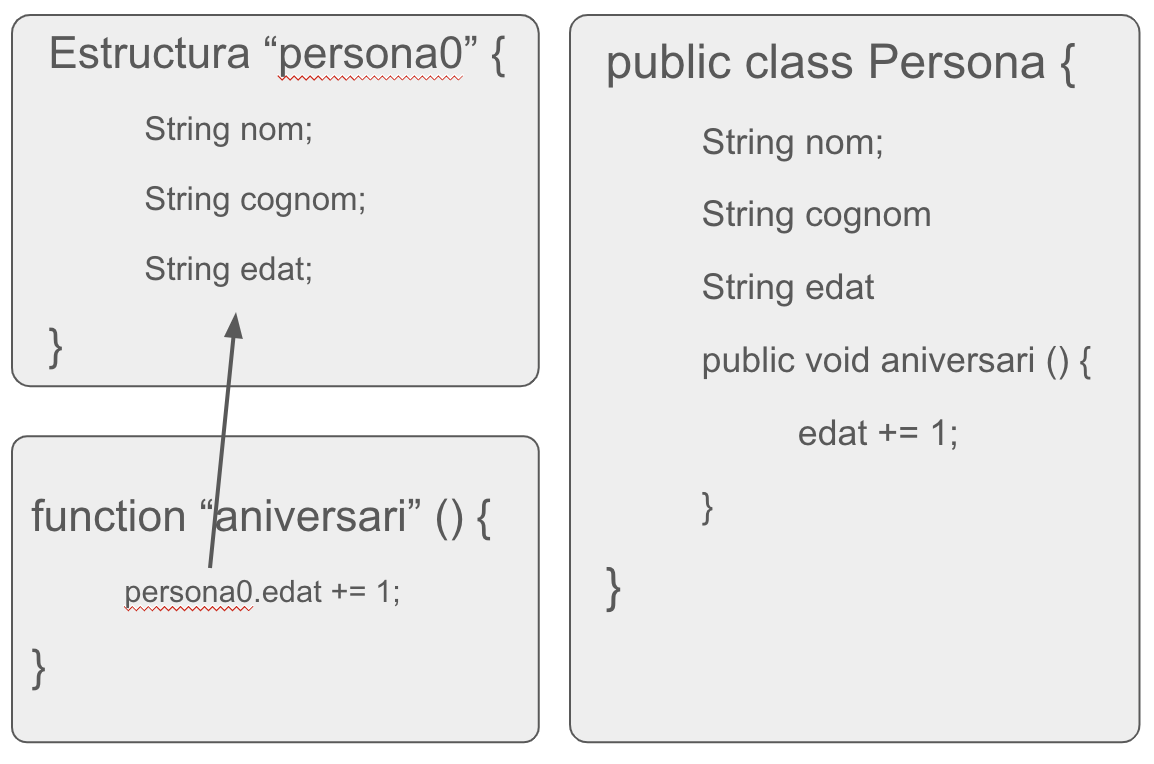 Estructura “persona0” {
String nom;
String cognom;
String edat;
}
function “aniversari” () {
persona0.edat += 1;
}
public class Persona {
String nom;
String cognom
String edat
public void aniversari () {
edat += 1;
}
}